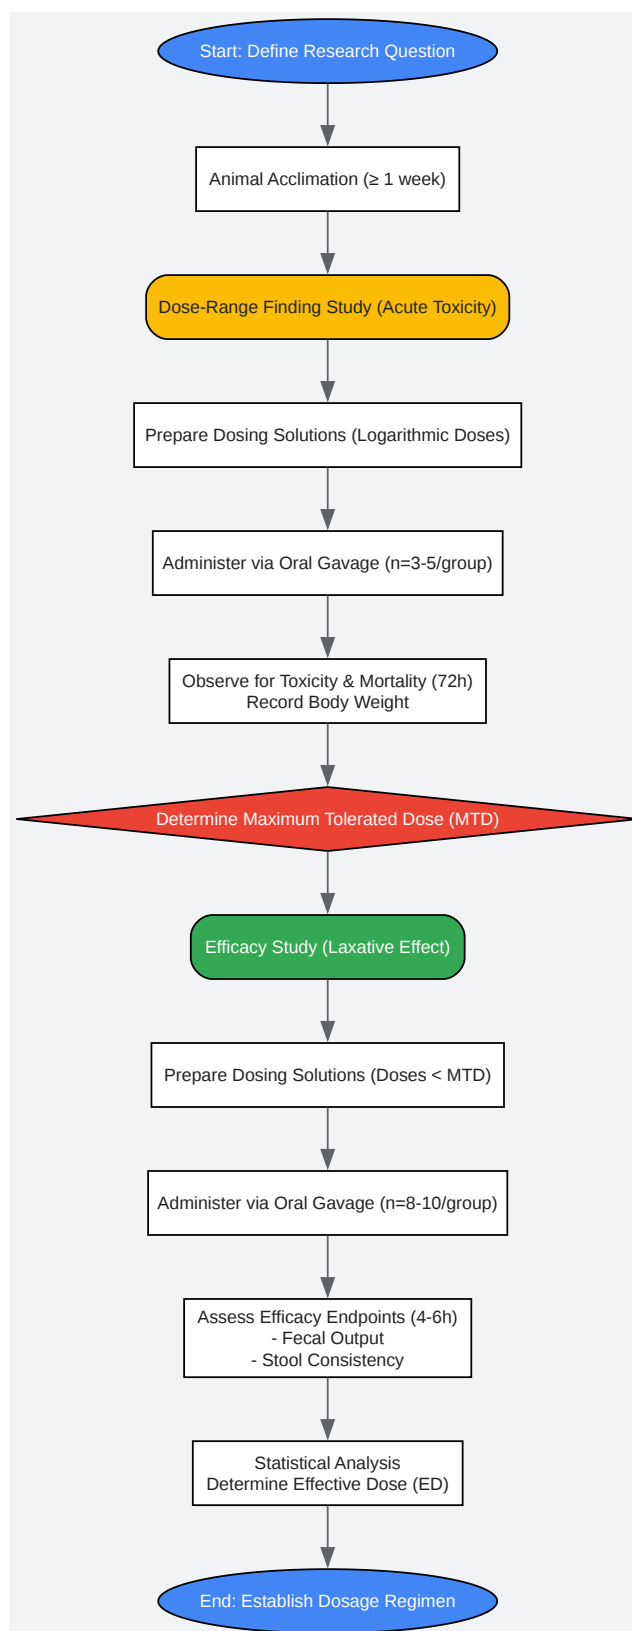 Start: Define Research Question
Animal Acclimation (≥ 1 week)
Dose-Range Finding Study (Acute Toxicity)
Prepare Dosing Solutions (Logarithmic Doses)
Administer via Oral Gavage (n=3-5/group)
Observe for Toxicity & Mortality (72h)
Record Body Weight
Determine Maximum Tolerated Dose (MTD)
Efficacy Study (Laxative Effect)
Prepare Dosing Solutions (Doses < MTD)
Administer via Oral Gavage (n=8-10/group)
Assess Efficacy Endpoints (4-6h)
- Fecal Output
- Stool Consistency
Statistical Analysis
Determine Effective Dose (ED)
End: Establish Dosage Regimen